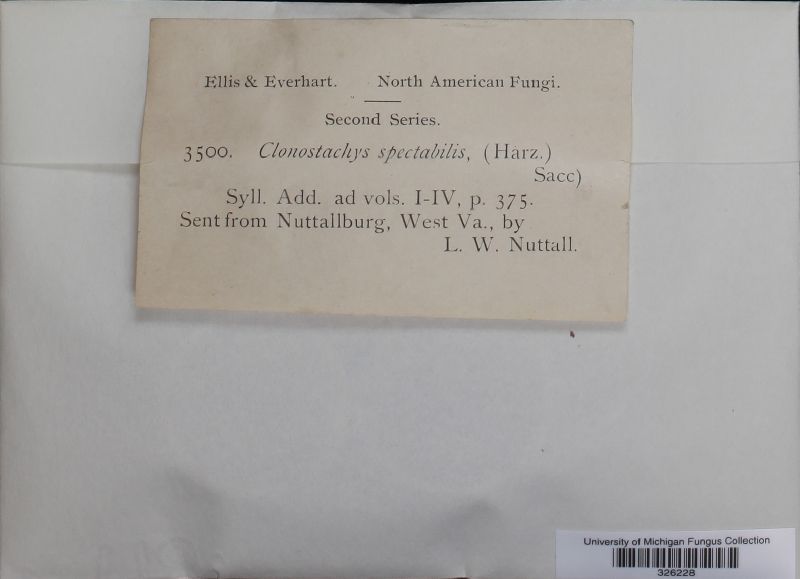 Ellis & Everhart. North American Fungi.
Second Series.
3500. Clonostachys spectabilis, (Harz.)
Sacc)
Syll. Add. ad vols. I-IV, p. 375.
Sent from Nuttallburg, West Va., by
L. W. Nuttall.
University of Michigan Fungus Collection
326228